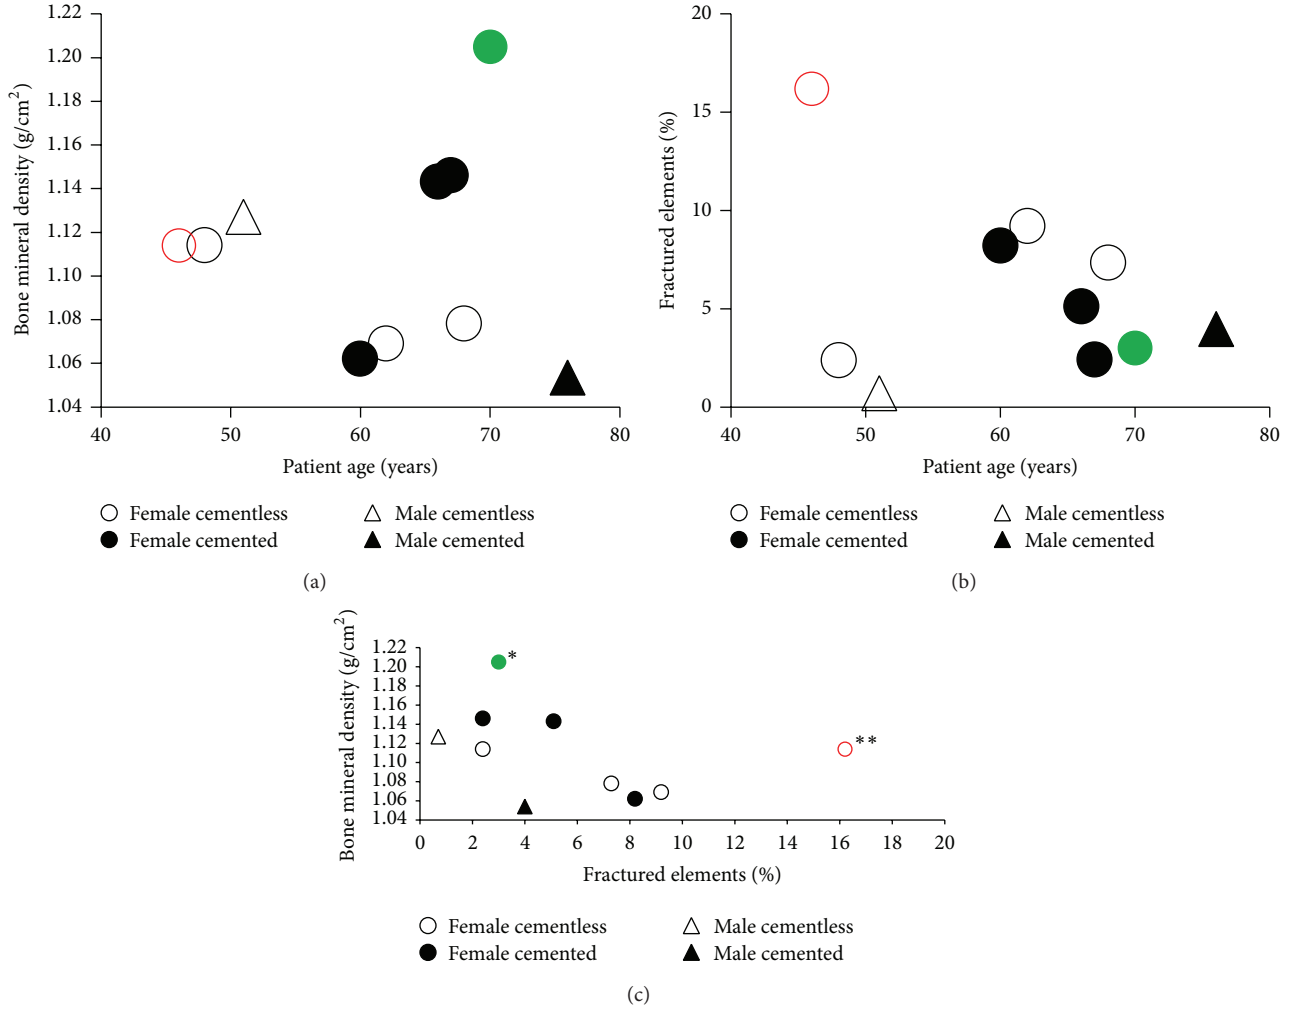 1.22
1.20
1.18
1.16
1.14
1.12
1.10
1.08
1.06
1.04
Bone mineral density (g/cm²)
40 50 60 70 80
Patient age (years)
Female cementless Male cementless
Female cemented Male cemented
(a)
20
15
10
5
0
Fractured elements (%)
40 50 60 70 80
Patient age (years)
Female cementless Male cementless
Female cemented Male cemented
(b)
1.22
1.20
1.18
1.16
1.14
1.12
1.10
1.08
1.06
1.04
Bone mineral density (g/cm²)
*
**
0 2 4 6 8 10 12 14 16 18 20
Fractured elements (%)
Female cementless Male cementless
Female cemented Male cemented
(c)